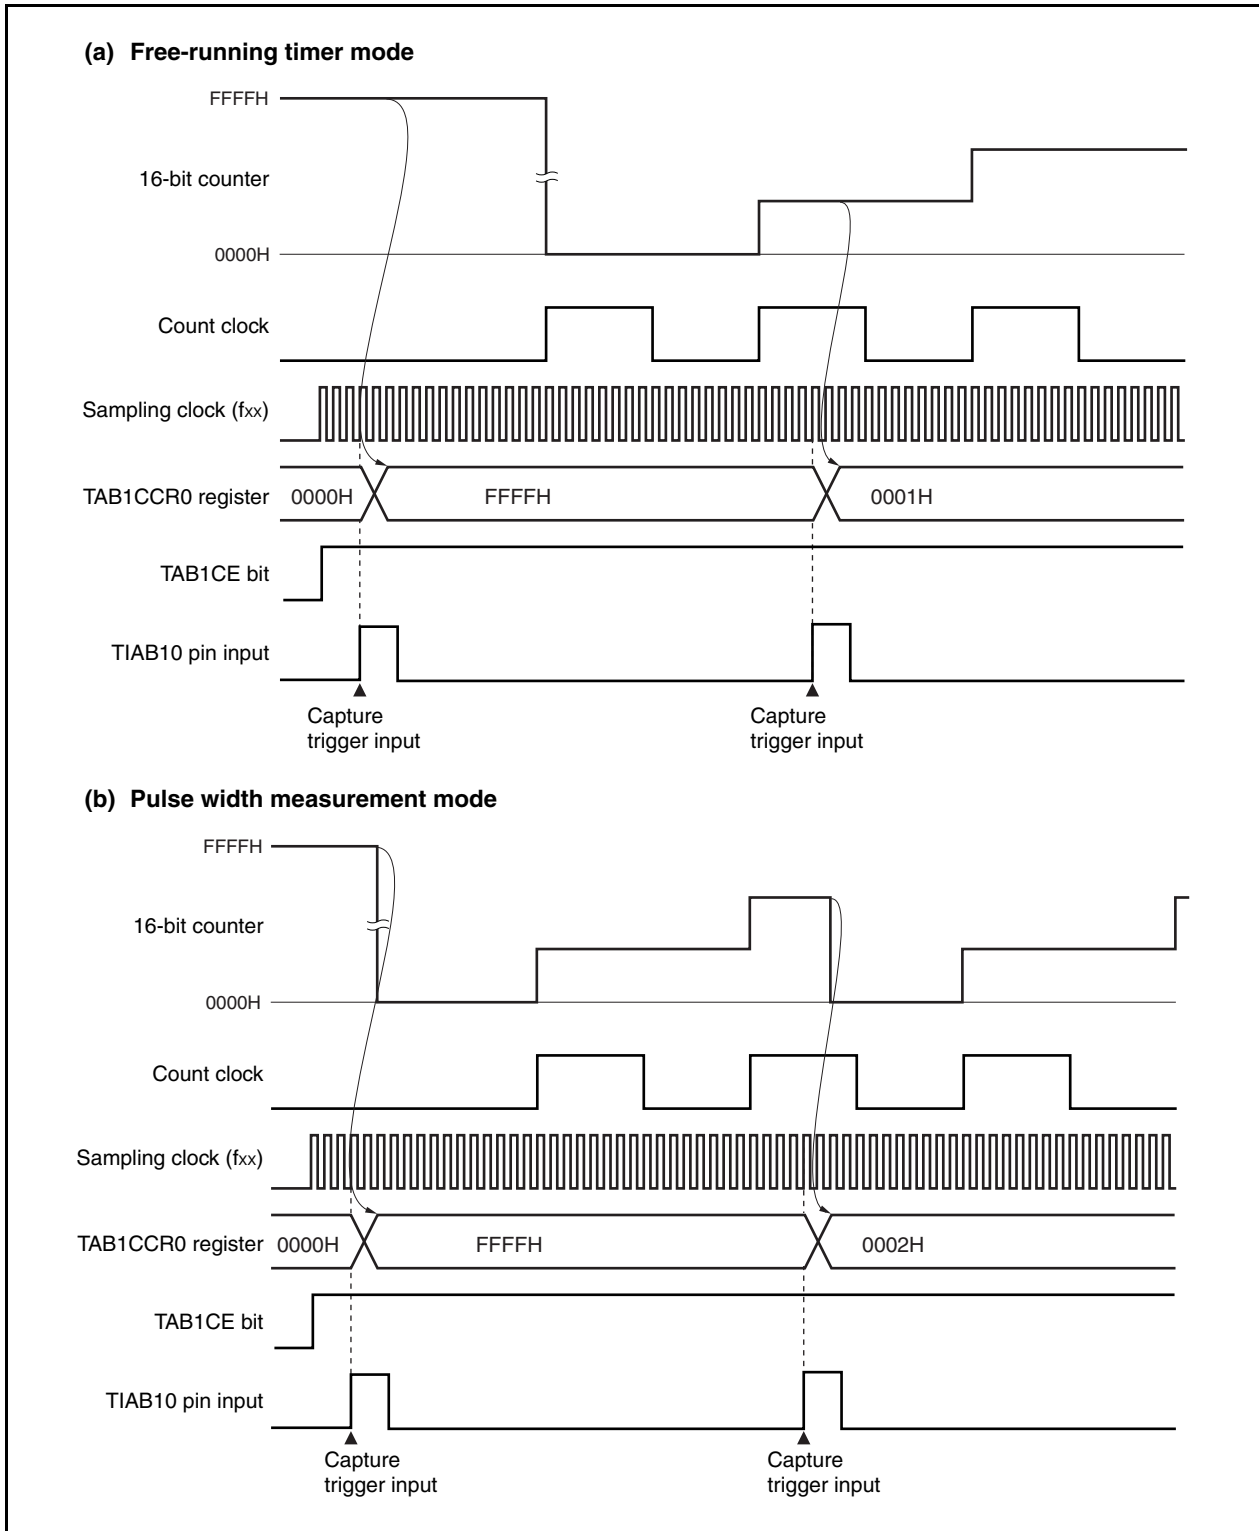 (a) Free-running timer mode
FFFFH
16-bit counter
0000H
Count clock
Sampling clock (fxx)
TAB1CCR0 register 0000H FFFFH 0001H
TAB1CE bit
TIAB10 pin input
Capture
trigger input
Capture
trigger input
(b) Pulse width measurement mode
FFFFH
16-bit counter
0000H
Count clock
Sampling clock (fxx)
TAB1CCR0 register 0000H FFFFH 0002H
TAB1CE bit
TIAB10 pin input
Capture
trigger input
Capture
trigger input